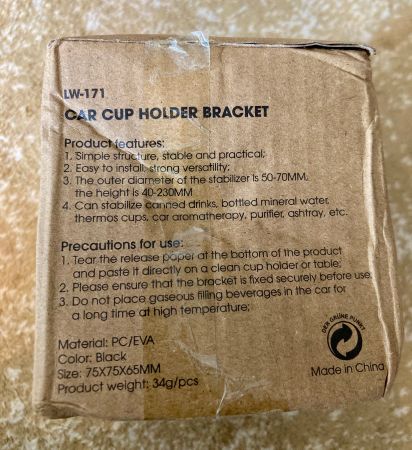 LW-171
CAR CUP HOLDER BRACKET
Product features:
1. Simple structure, stable and practical;
2. Easy to install, strong versatility;
3. The outer diameter of the stabilizer is 50-70MM,
the height is 40-230MM
4. Can stabilize canned drinks, bottled mineral water,
thermos cups, car aromatherapy, purifier, ashtray, etc.
Precautions for use:
1. Tear the release paper at the bottom of the product
and paste it directly on a clean cup holder or table;
2. Please ensure that the bracket is fixed securely before use;
3. Do not place gaseous filling beverages in the car for
a long time at high temperature;
DER GRÜNE PUNKT
Material: PC/EVA
Color: Black
Size: 75X75X65MM
Product weight: 34g/pcs
Made in China